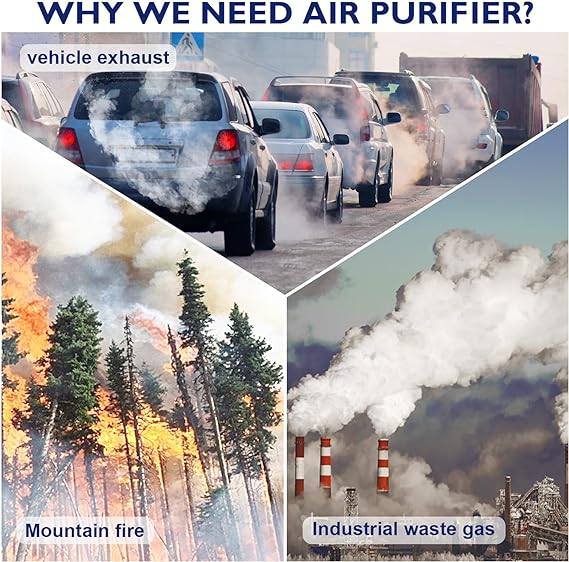 WHY WE NEED AIR PURIFIER?
vehicle exhaust
Mountain fire
Industrial waste gas